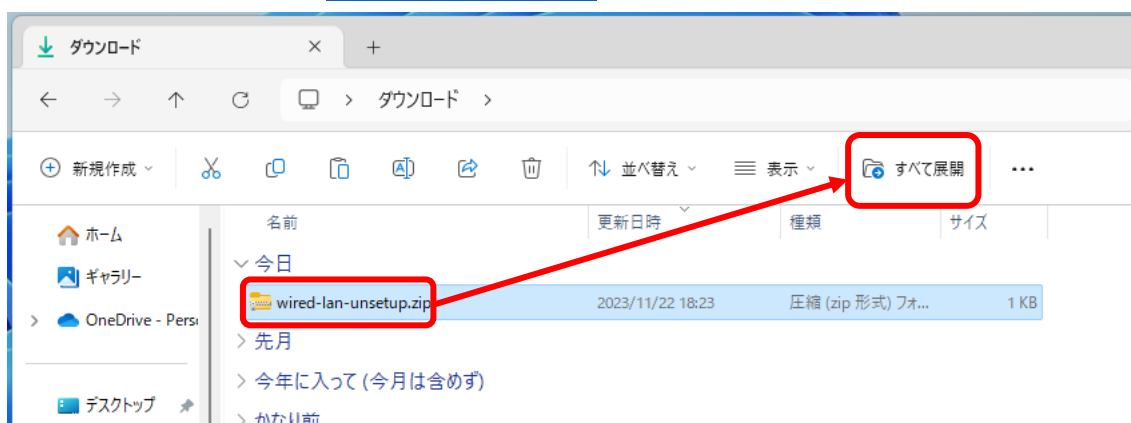 ダウンロード
ダウンロード
新規作成 並べ替え 表示 すべて展開
名前 更新日時 種類 サイズ
ホーム
今日
ギャラリー
wired-lan-unsetup.zip 2023/11/22 18:23 圧縮 (zip 形式) フォ... 1 KB
OneDrive - Pers
先月
今年に入って (今月は含めず)
デスクトップ
かなり前